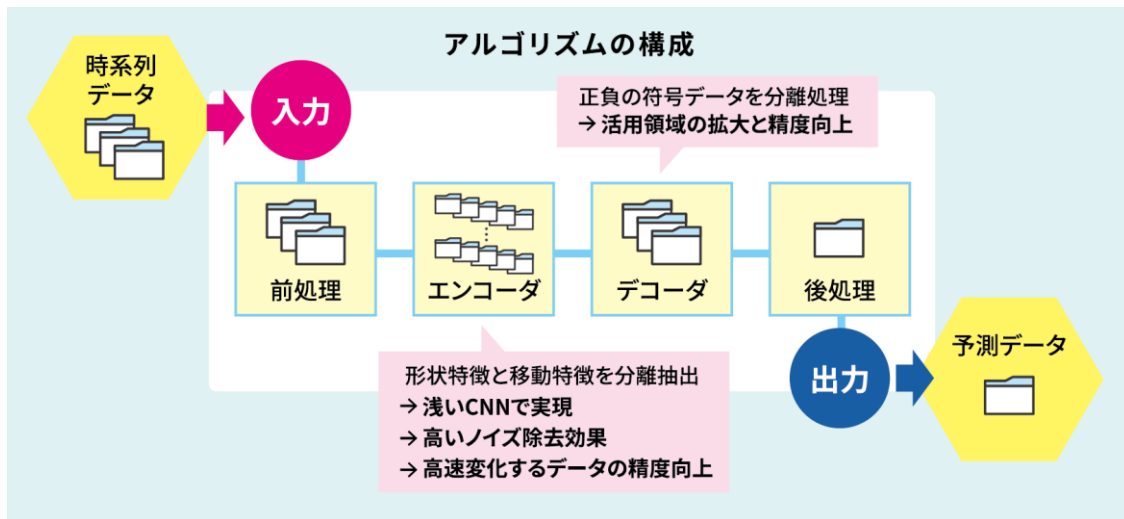 アルゴリズムの構成
時系列
データ
入力
正負の符号データを分離処理
→ 活用領域の拡大と精度向上
前処理
エンコーダ
デコーダ
後処理
形状特徴と移動特徴を分離抽出
→ 浅いCNNで実現
→ 高いノイズ除去効果
→ 高速変化するデータの精度向上
出力
予測データ